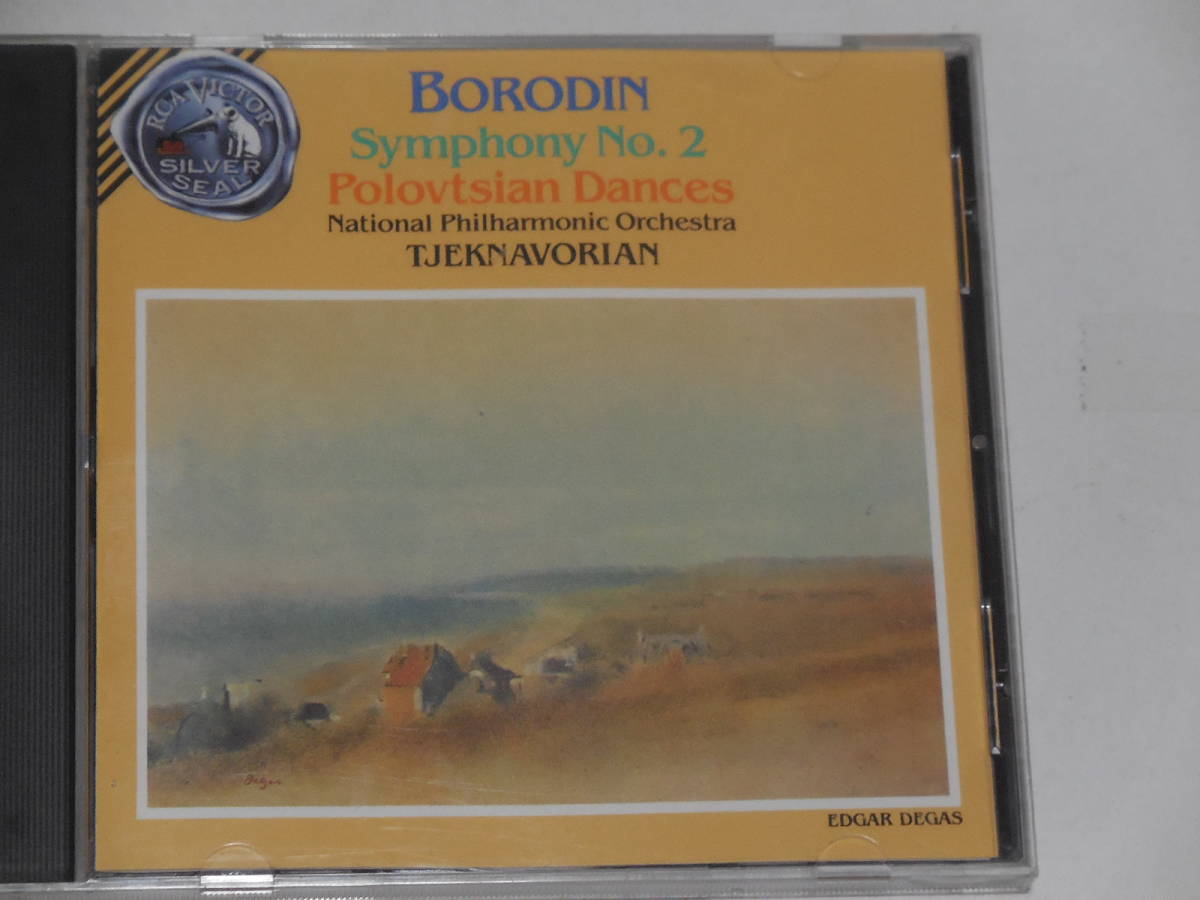 RCA VICTOR
SILVER
SEAL
BORODIN
Symphony No. 2
Polovtsian Dances
National Philharmonic Orchestra
TJEKNAVORIAN
Degas
EDGAR DEGAS